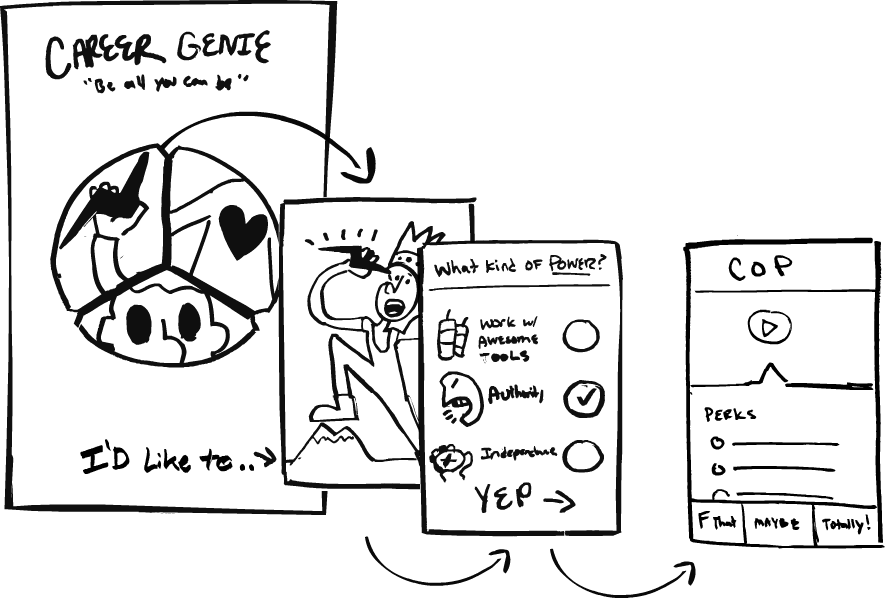 CAREER GENIE
"Be all you can be"
I'D Like to..
What kind of POWER?
WORK w/
AWESOME
TOOLS
Authority
Independence
YEP
COP
PERKS
F That
MAYBE
Totally!